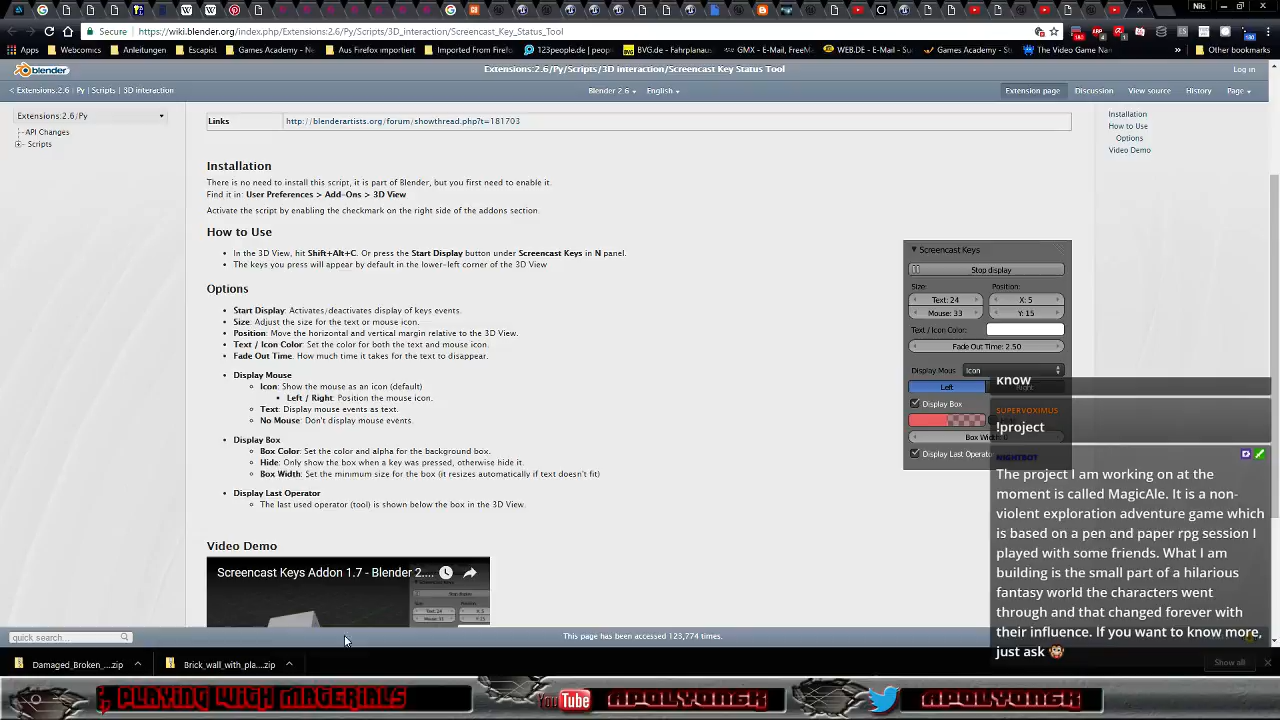 Nils
Secure
https://wiki.blender.org/index.php/Extensions:2.6/Py/Scripts/3D_interaction/Screencast_Key_Status_Tool
Apps
Webcomics
Anleitungen
Escapist
Games Academy - S
Aus Firefox importiert
Imported From Firefo
123people.de | peop
BVG.de – Fahrplanau
GMX - E-Mail, FreeMa
WEB.DE - E-Mail - Su
Games Academy - Stu
The Video Game Nam
Other bookmarks
blender
Extensions:2.6/Py/Scripts/3D interaction/Screencast Key Status Tool
Log in
< Extensions:2.6 | Py | Scripts | 3D interaction
Blender 2.6
English
Extension page
Discussion
View source
History
Page
Extensions:2.6 / Py
API Changes
Scripts
Links
http://blenderartists.org/forum/showthread.php?t=181703
Installation
How to Use
Options
Video Demo
Installation
There is no need to install this script, it is part of Blender, but you first need to enable it.
Find it in: User Preferences > Add-Ons > 3D View
Activate the script by enabling the checkmark on the right side of the addons section.
How to Use
In the 3D View, hit Shift+Alt+C. Or press the Start Display button under Screencast Keys in N panel.
The keys you press will appear by default in the lower-left corner of the 3D View
Options
Start Display: Activates/deactivates display of keys events.
Size: Adjust the size for the text or mouse icon.
Position: Move the horizontal and vertical margin relative to the 3D View.
Text / Icon Color: Set the color for both the text and mouse icon.
Fade Out Time: How much time it takes for the text to disappear.
Display Mouse
Icon: Show the mouse as an icon (default)
Left / Right: Position the mouse icon.
Text: Display mouse events as text.
No Mouse: Don't display mouse events.
Display Box
Box Color: Set the color and alpha for the background box.
Hide: Only show the box when a key was pressed, otherwise hide it.
Box Width: Set the minimum size for the box (it resizes automatically if text doesn't fit)
Display Last Operator
The last used operator (tool) is shown below the box in the 3D View.
Video Demo
Screencast Keys Addon 1.7 - Blender 2....
Screencast Keys
Stop display
Size:
Position:
Text: 24
X: 5
Mouse: 33
Y: 15
Text / Icon Color:
Fade Out Time: 2.50
Display Mous
Icon
Left
Right
Display Box
Box Width: 0
Display Last Operato
know
SUPERVOXIMUS
!project
NIGHTBOT
The project I am working on at the
moment is called MagicAle. It is a non-
violent exploration adventure game which
is based on a pen and paper rpg session I
played with some friends. What I am
building is the small part of a hilarious
fantasy world the characters went
through and that changed forever with
their influence. If you want to know more,
just ask
quick search...
This page has been accessed 123,774 times.
Damaged_Broken_....zip
Brick_wall_with_pla....zip
Show all
PLAYING WITH MATERIALS
YouTube
APOLYONEK
APOLYONEK